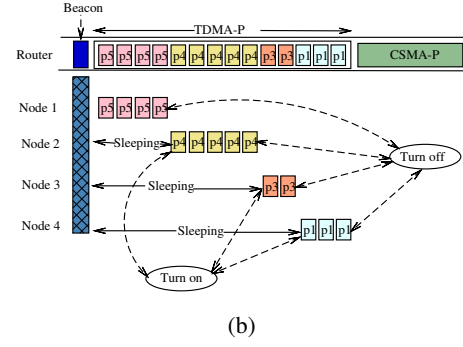 Beacon
TDMA-P
Router p5 p5 p5 p5 p4 p4 p4 p4 p4 p3 p3 p1 p1 p1 CSMA-P
Node 1 p5 p5 p5 p5
Node 2 Sleeping p4 p4 p4 p4 p4
Turn off
Node 3 Sleeping p3 p3
Node 4 Sleeping p1 p1 p1
Turn on
(b)